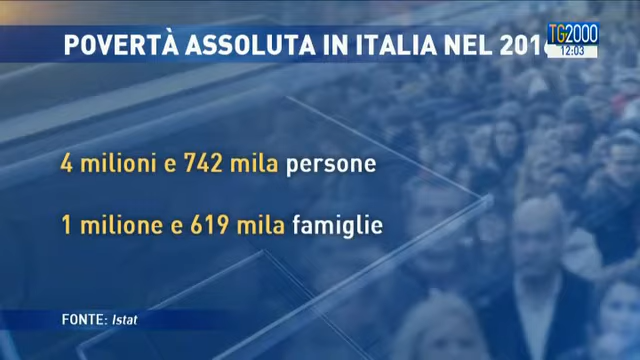 POVERTÀ ASSOLUTA IN ITALIA NEL 2016
TG2000
12:03
4 milioni e 742 mila persone
1 milione e 619 mila famiglie
FONTE: Istat